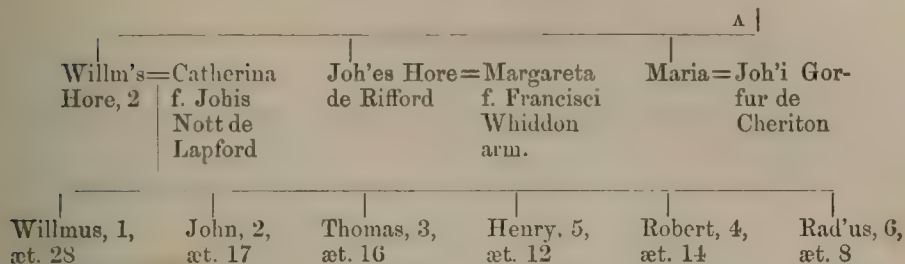 A
Willm's=Catherina Joh'es Hore=Margareta Maria=Joh'i Gor-
Hore, 2 f. Johis de Rifford f. Francisci fur de
Nott de Whiddon Cheriton
Lapford arm.
Willmus, 1, John, 2, Thomas, 3, Henry, 5, Robert, 4, Rad'us, 6,
æt. 28 æt. 17 æt. 16 æt. 12 æt. 14 æt. 8